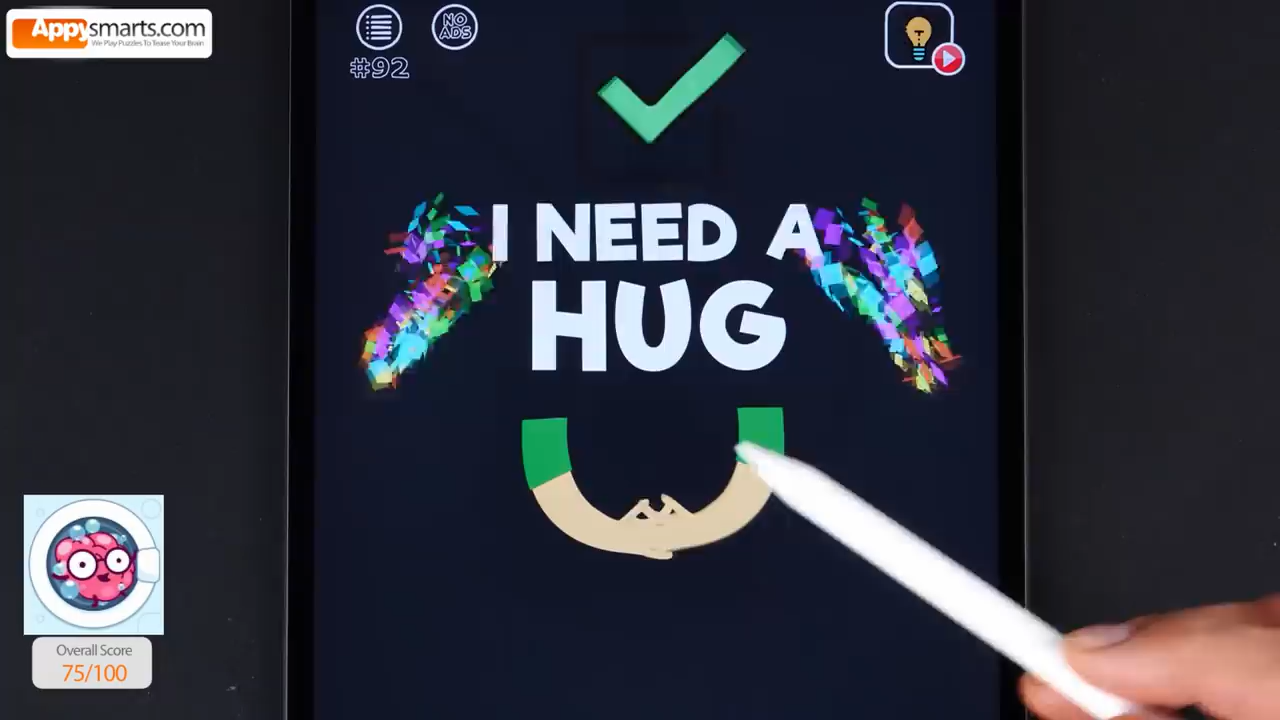 Appysmarts.com
We Play Puzzles To Tease Your Brain
NO
ADS
#92
I NEED A
HUG
Overall Score
75/100